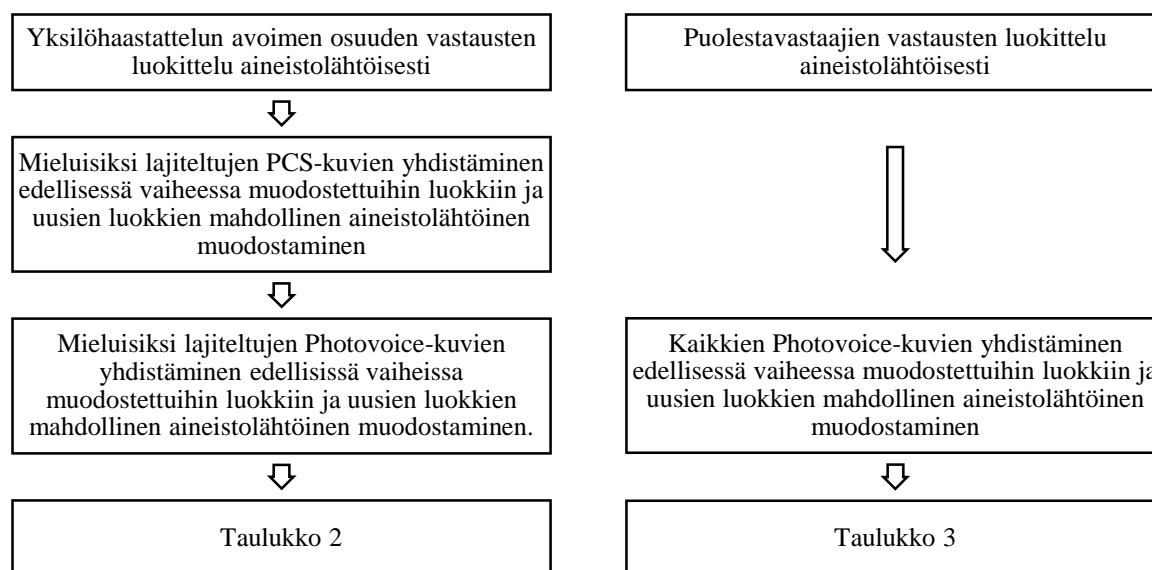 Yksilöhaastattelun avoimen osuuden vastausten
luokittelu aineistolähtöisesti
Mieluisiksi lajiteltujen PCS-kuvien yhdistäminen
edellisessä vaiheessa muodostettuihin luokkiin ja
uusien luokkien mahdollinen aineistolähtöinen
muodostaminen
Mieluisiksi lajiteltujen Photovoice-kuvien
yhdistäminen edellisissä vaiheissa
muodostettuihin luokkiin ja uusien luokkien
mahdollinen aineistolähtöinen muodostaminen.
Taulukko 2
Puolestavastaajien vastausten luokittelu
aineistolähtöisesti
Kaikkien Photovoice-kuvien yhdistäminen
edellisessä vaiheessa muodostettuihin luokkiin ja
uusien luokkien mahdollinen aineistolähtöinen
muodostaminen
Taulukko 3